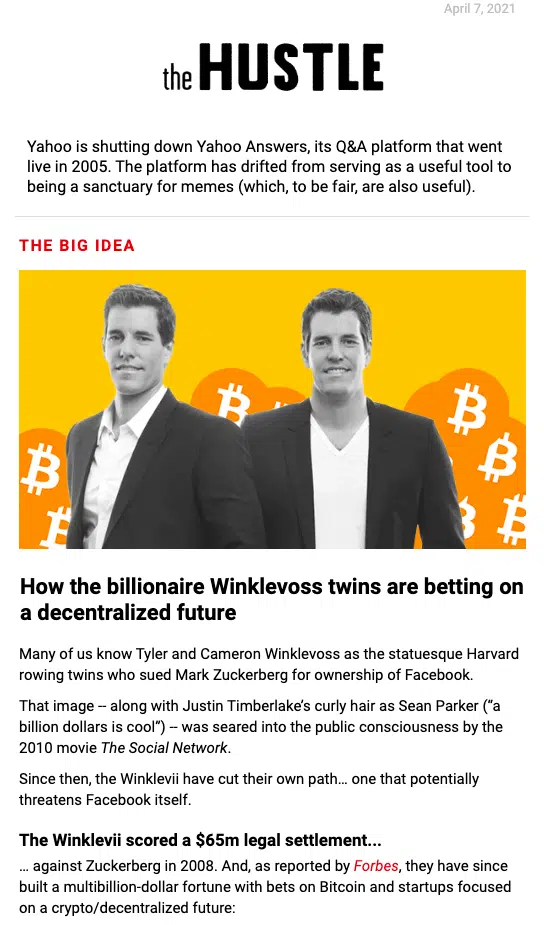 April 7, 2021
the HUSTLE
Yahoo is shutting down Yahoo Answers, its Q&A platform that went
live in 2005. The platform has drifted from serving as a useful tool to
being a sanctuary for memes (which, to be fair, are also useful).
THE BIG IDEA
How the billionaire Winklevoss twins are betting on
a decentralized future
Many of us know Tyler and Cameron Winklevoss as the statuesque Harvard
rowing twins who sued Mark Zuckerberg for ownership of Facebook.
That image -- along with Justin Timberlake’s curly hair as Sean Parker (“a
billion dollars is cool”) -- was seared into the public consciousness by the
2010 movie The Social Network.
Since then, the Winklevii have cut their own path… one that potentially
threatens Facebook itself.
The Winklevii scored a $65m legal settlement...
… against Zuckerberg in 2008. And, as reported by Forbes, they have since
built a multibillion-dollar fortune with bets on Bitcoin and startups focused
on a crypto/decentralized future: